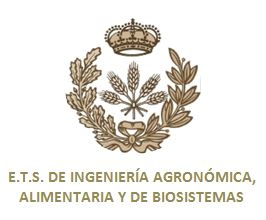 E.T.S. DE INGENIERÍA AGRONÓMICA,
ALIMENTARIA Y DE BIOSISTEMAS